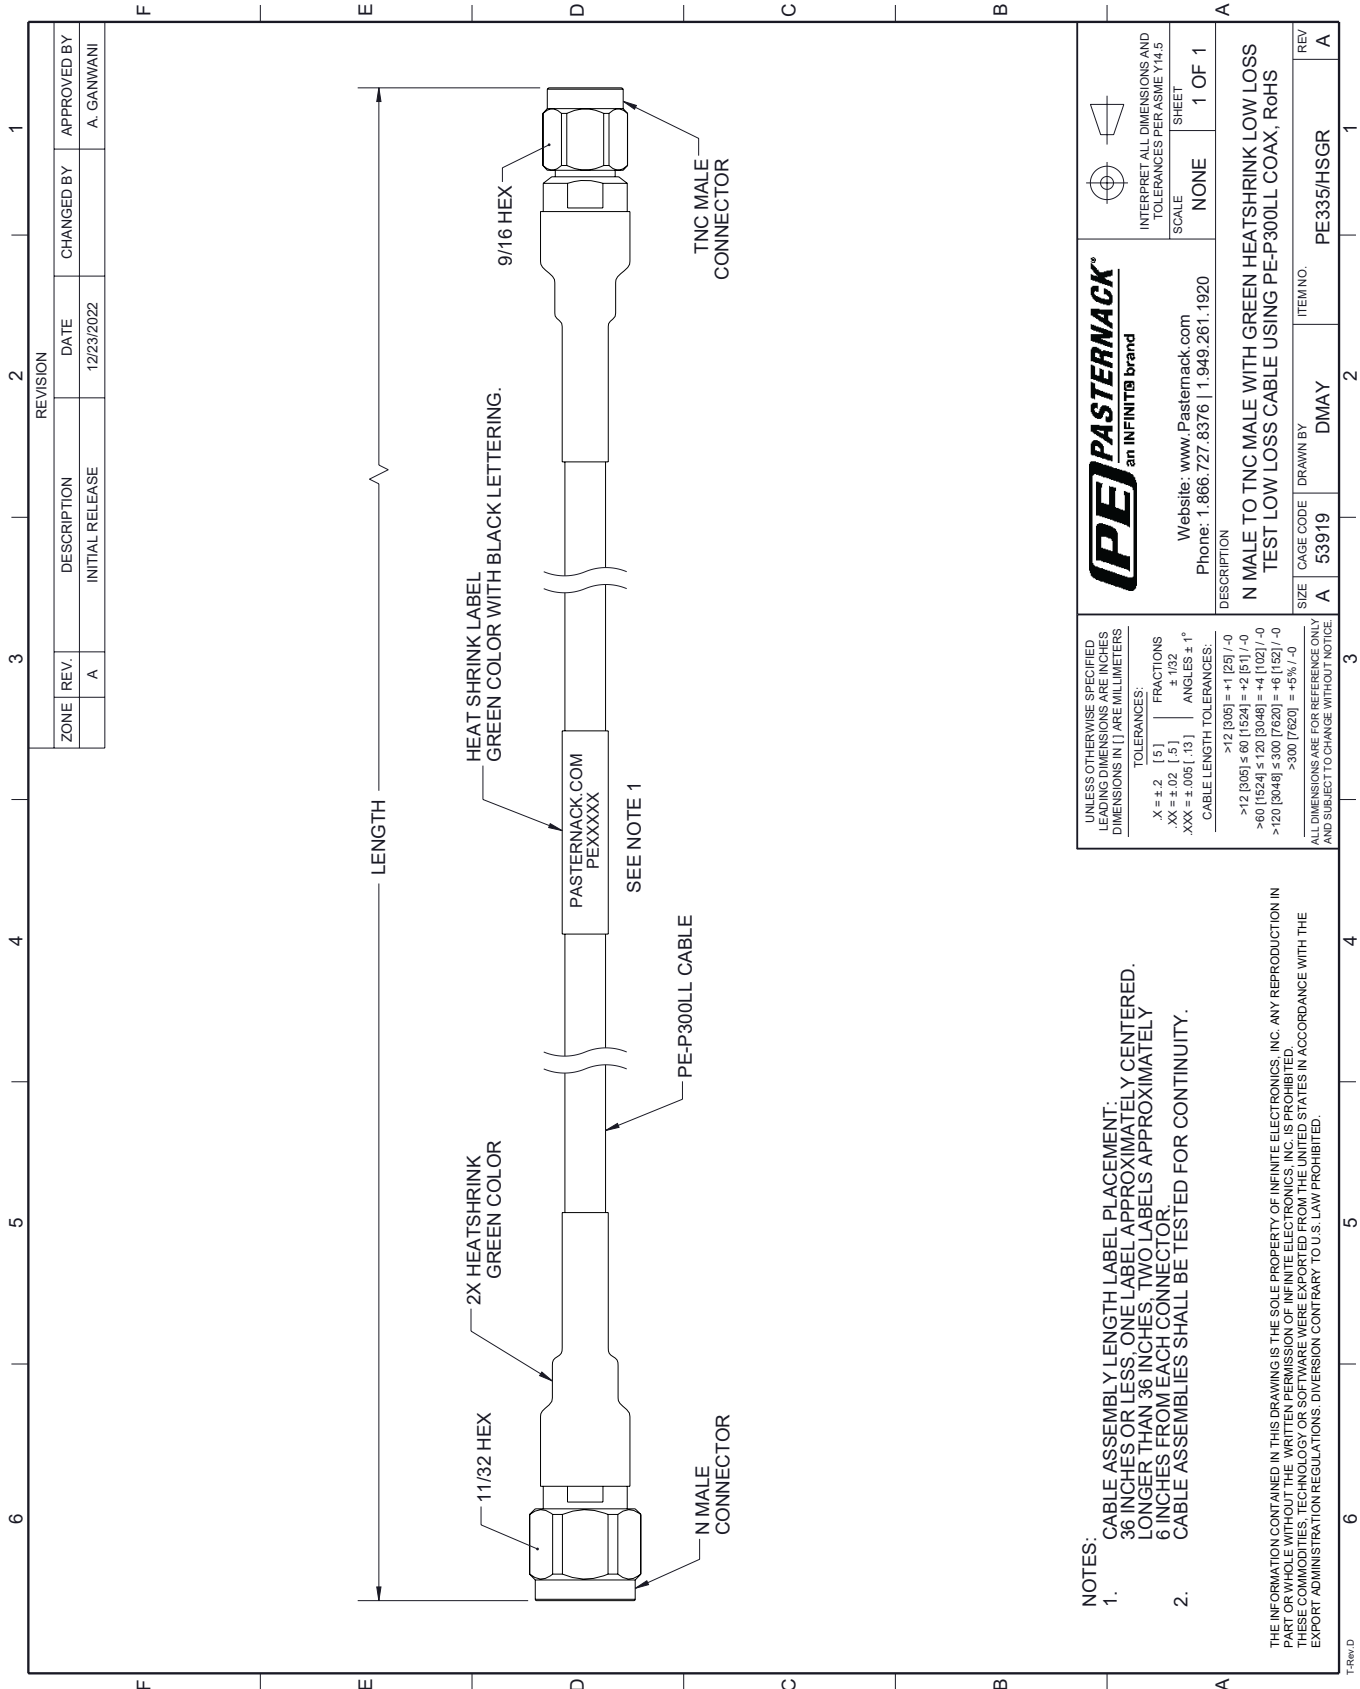 6
5
4
3
2
1
F
E
D
C
B
A
REVISION
ZONE REV. DESCRIPTION DATE CHANGED BY APPROVED BY
A INITIAL RELEASE 12/23/2022 A. GANWANI
LENGTH
11/32 HEX
2X HEATSHRINK
GREEN COLOR
HEAT SHRINK LABEL
GREEN COLOR WITH BLACK LETTERING.
9/16 HEX
PASTERNACK.COM
PEXXXXX
SEE NOTE 1
N MALE
CONNECTOR
PE-P300LL CABLE
TNC MALE
CONNECTOR
NOTES:
1. CABLE ASSEMBLY LENGTH LABEL PLACEMENT:
36 INCHES OR LESS, ONE LABEL APPROXIMATELY CENTERED.
LONGER THAN 36 INCHES, TWO LABELS APPROXIMATELY
6 INCHES FROM EACH CONNECTOR.
2. CABLE ASSEMBLIES SHALL BE TESTED FOR CONTINUITY.
THE INFORMATION CONTAINED IN THIS DRAWING IS THE SOLE PROPERTY OF INFINITE ELECTRONICS, INC. ANY REPRODUCTION IN
PART OR WHOLE WITHOUT THE WRITTEN PERMISSION OF INFINITE ELECTRONICS, INC. IS PROHIBITED.
THESE COMMODITIES, TECHNOLOGY OR SOFTWARE WERE EXPORTED FROM THE UNITED STATES IN ACCORDANCE WITH THE
EXPORT ADMINISTRATION REGULATIONS. DIVERSION CONTRARY TO U.S. LAW PROHIBITED.
UNLESS OTHERWISE SPECIFIED
LEADING DIMENSIONS ARE INCHES
DIMENSIONS IN [ ] ARE MILLIMETERS
TOLERANCES:
.X = ± .2 [ 5 ] FRACTIONS
.XX = ± .02 [ .5 ] ± 1/32
.XXX = ± .005 [ .13 ] ANGLES ± 1°
CABLE LENGTH TOLERANCES:
>12 [305] = +1 [25] / -0
>12 [305] ≤ 60 [1524] = +2 [51] / -0
>60 [1524] ≤ 120 [3048] = +4 [102] / -0
>120 [3048] ≤ 300 [7620] = +6 [152] / -0
>300 [7620] = +5% / -0
ALL DIMENSIONS ARE FOR REFERENCE ONLY
AND SUBJECT TO CHANGE WITHOUT NOTICE.
PE PASTERNACK®
an INFINITE brand
Website: www.Pasternack.com
Phone: 1.866.727.8376 | 1.949.261.1920
INTERPRET ALL DIMENSIONS AND
TOLERANCES PER ASME Y14.5
SCALE
NONE
SHEET
1 OF 1
DESCRIPTION
N MALE TO TNC MALE WITH GREEN HEATSHRINK LOW LOSS
TEST LOW LOSS CABLE USING PE-P300LL COAX, RoHS
SIZE
A
CAGE CODE
53919
DRAWN BY
DMAY
ITEM NO.
PE335/HSGR
REV
A
F
E
D
C
B
A
6
5
4
3
2
1
T-Rev.D